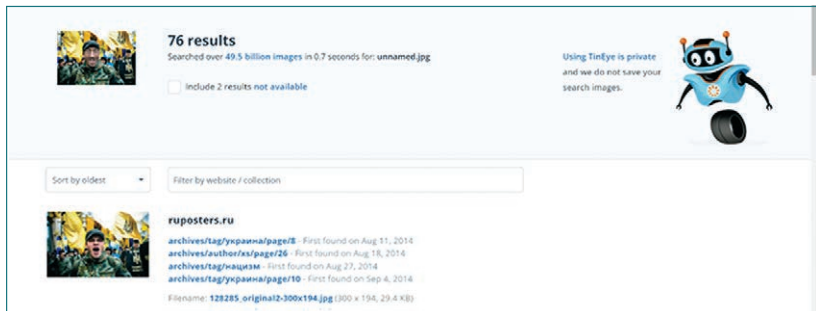 76 results
Searched over 49.5 billion images in 0.7 seconds for: unnamed.jpg
Include 2 results not available
Using TinEye is private
and we do not save your
search images.
Sort by oldest
Filter by website / collection
ruposters.ru
archives/tag/украина/page/8 - First found on Aug 11, 2014
archives/author/xs/page/26 - First found on Aug 18, 2014
archives/tag/нацизм - First found on Aug 27, 2014
archives/tag/украина/page/10 - First found on Sep 4, 2014
Filename: 128285_original2-300x194.jpg (300 x 194, 29.4 KB)